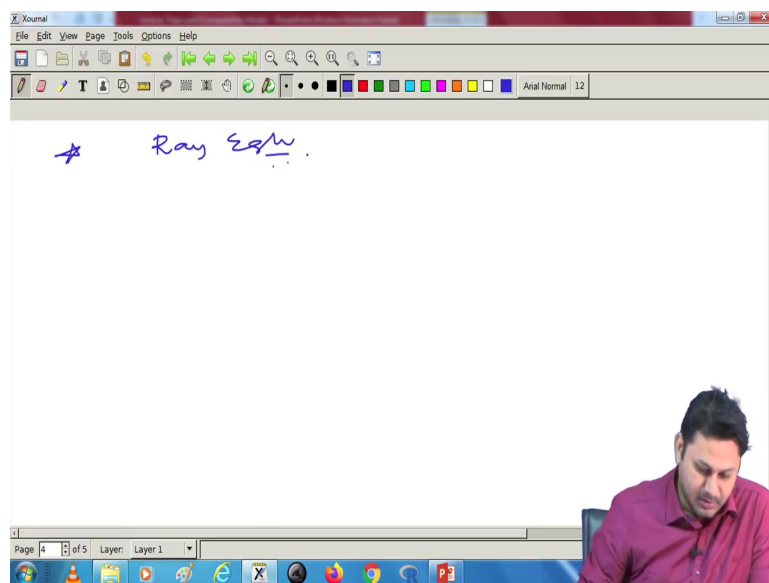 Xournal
File Edit View Page Tools Options Help
T Arial Normal 12
Ray Eqn.
Page 4 of 5 Layer: Layer 1